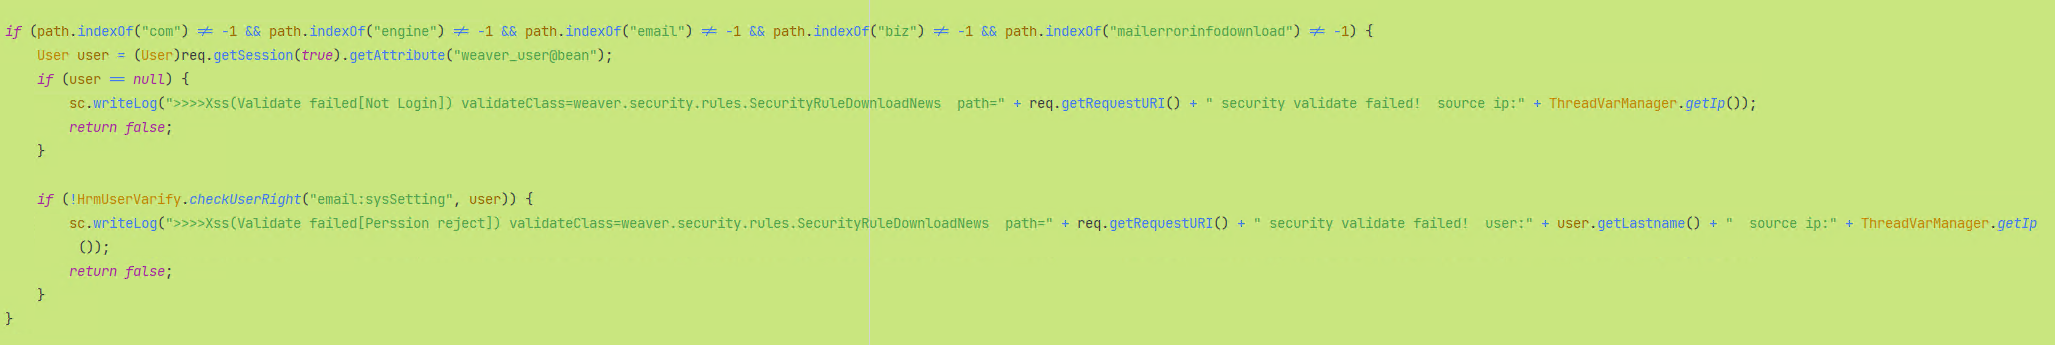 if (path.indexOf("com") ≠ -1 && path.indexOf("engine") ≠ -1 && path.indexOf("email") ≠ -1 && path.indexOf("biz") ≠ -1 && path.indexOf("mailerrorinfodownload") ≠ -1) {
    User user = (User)req.getSession(true).getAttribute("weaver_user@bean");
    if (user == null) {
        sc.writeLog(">>>>Xss(Validate failed[Not Login]) validateClass=weaver.security.rules.SecurityRuleDownloadNews  path=" + req.getRequestURI() + " security validate failed!  source ip:" + ThreadVarManager.getIp());
        return false;
    }
    if (!HrmUserVarify.checkUserRight("email:sysSetting", user)) {
        sc.writeLog(">>>>Xss(Validate failed[Perssion reject]) validateClass=weaver.security.rules.SecurityRuleDownloadNews  path=" + req.getRequestURI() + " security validate failed!  user:" + user.getLastname() + "  source ip:" + ThreadVarManager.getIp
         ());
        return false;
    }
}